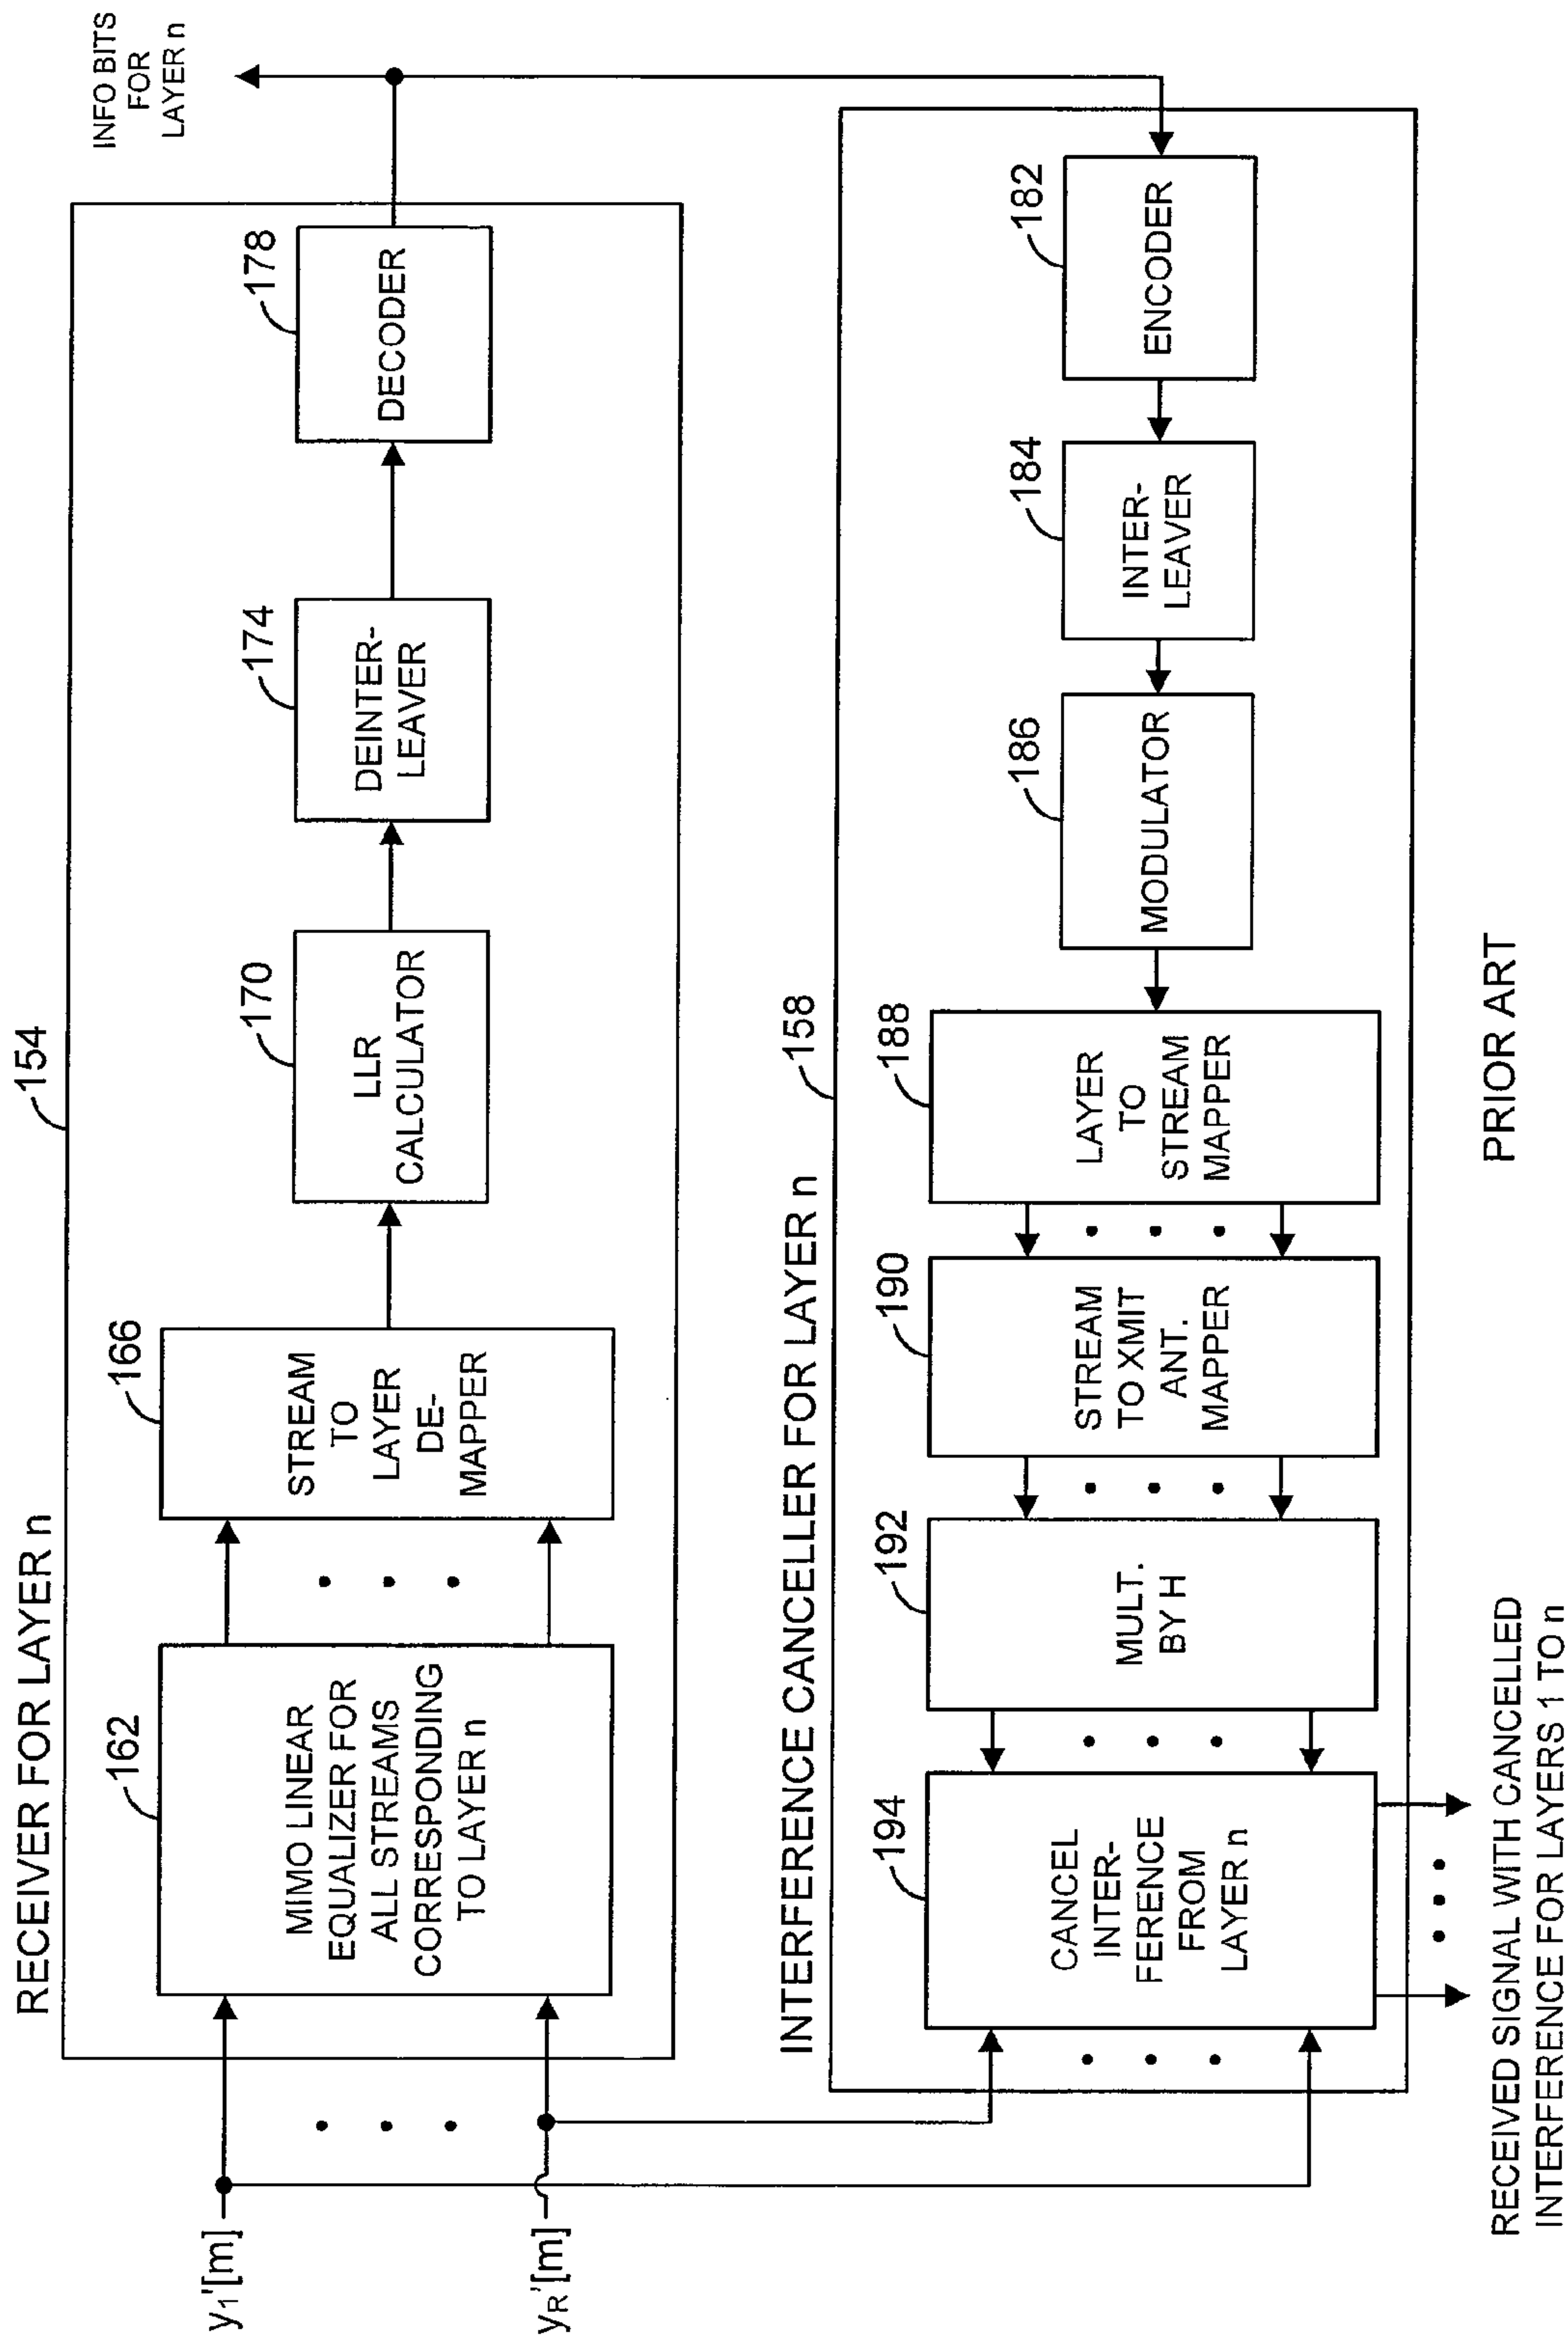 RECEIVER FOR LAYER n
154
y1'[m]
yR'[m]
162
MIMO LINEAR
EQUALIZER FOR
ALL STREAMS
CORRESPONDING
TO LAYER n
166
STREAM
TO
LAYER
DE-
MAPPER
170
LLR
CALCULATOR
174
DEINTER-
LEAVER
178
DECODER
INFO BITS
FOR
LAYER n
INTERFERENCE CANCELLER FOR LAYER n
158
194
CANCEL
INTER-
FERENCE
FROM
LAYER n
192
MULT.
BY H
190
STREAM
TO XMIT
ANT.
MAPPER
188
LAYER
TO
STREAM
MAPPER
186
MODULATOR
184
INTER-
LEAVER
182
ENCODER
RECEIVED SIGNAL WITH CANCELLED
INTERFERENCE FOR LAYERS 1 TO n
PRIOR ART